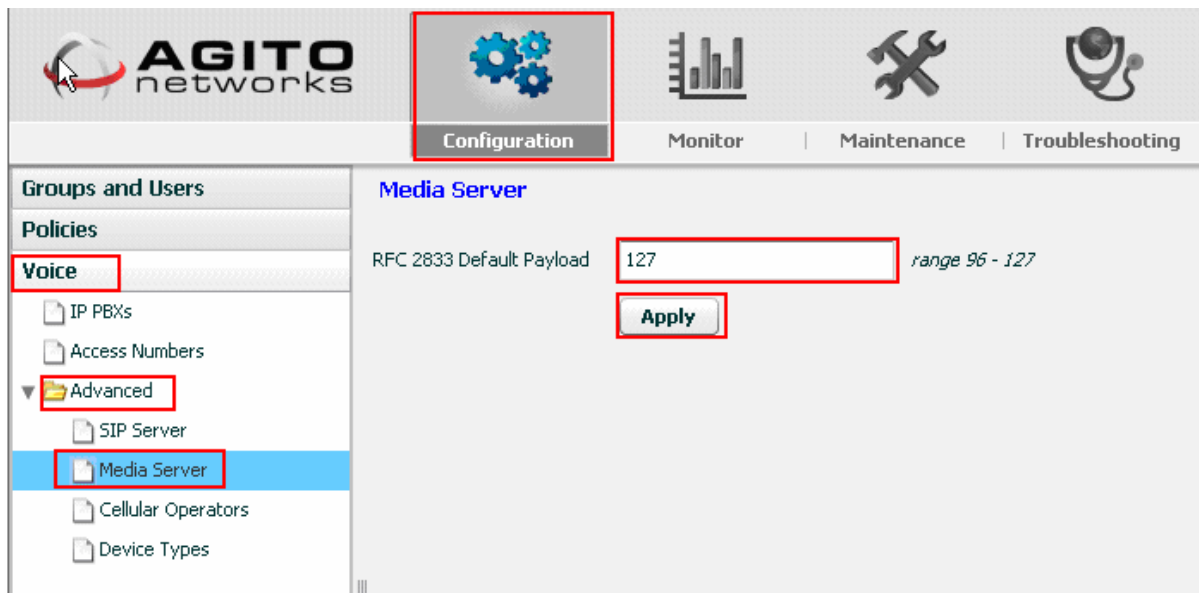 AGITO
networks
Configuration
Monitor | Maintenance | Troubleshooting
Groups and Users
Policies
Voice
IP PBXs
Access Numbers
Advanced
SIP Server
Media Server
Cellular Operators
Device Types
Media Server
RFC 2833 Default Payload 127 range 96 - 127
Apply